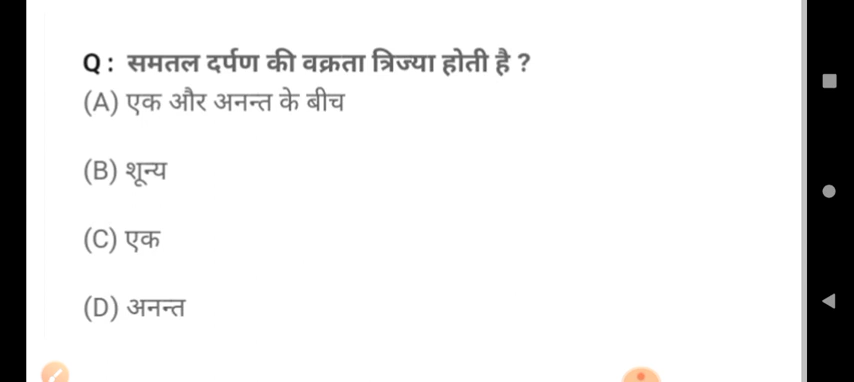 Q : समतल दर्पण की वक्रता त्रिज्या होती है ?
(A) एक और अनन्त के बीच
(B) शून्य
(C) एक
(D) अनन्त